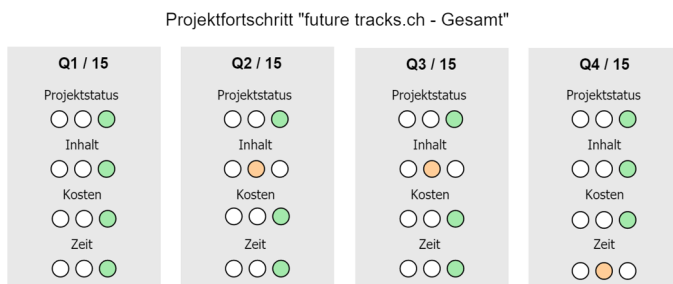 Projektfortschritt "future tracks.ch - Gesamt"
Q1 / 15
Projektstatus
Inhalt
Kosten
Zeit
Q2 / 15
Projektstatus
Inhalt
Kosten
Zeit
Q3 / 15
Projektstatus
Inhalt
Kosten
Zeit
Q4 / 15
Projektstatus
Inhalt
Kosten
Zeit